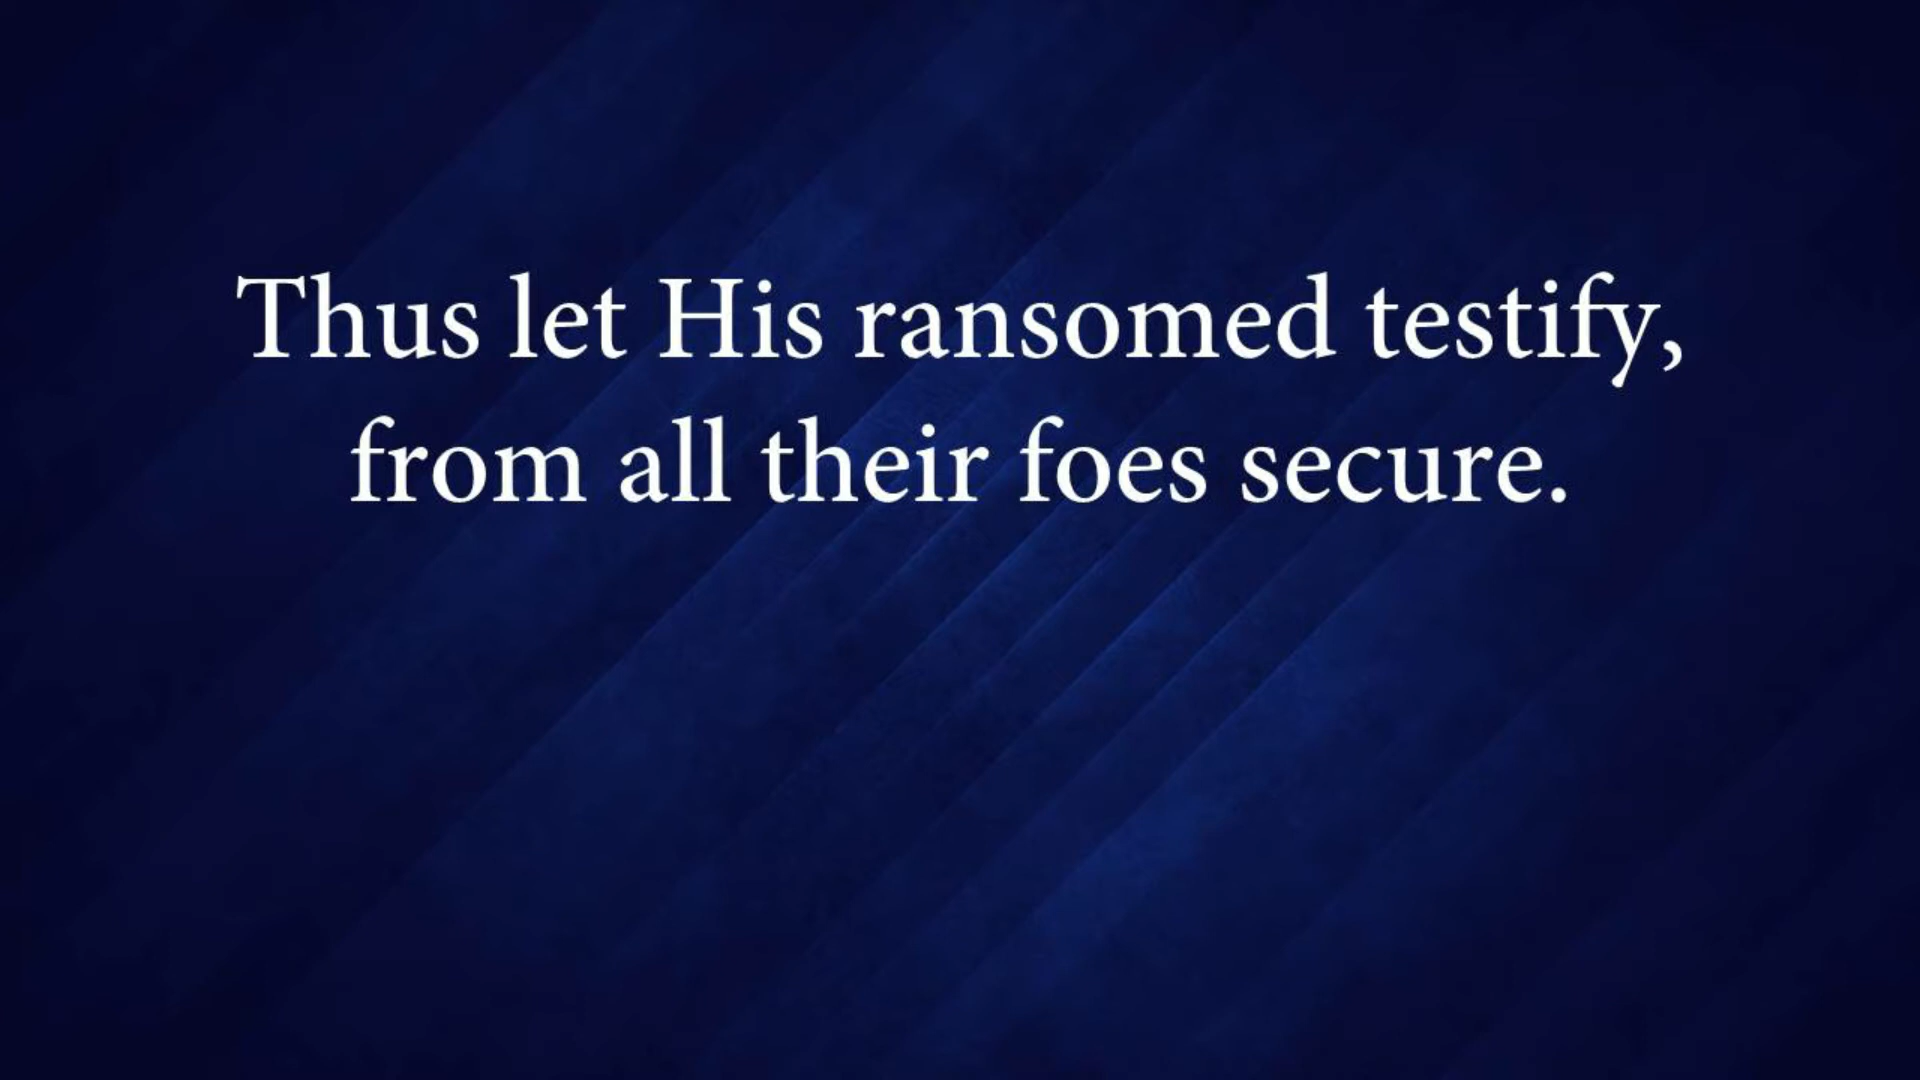 Thus let His ransomed testify,
from all their foes secure.